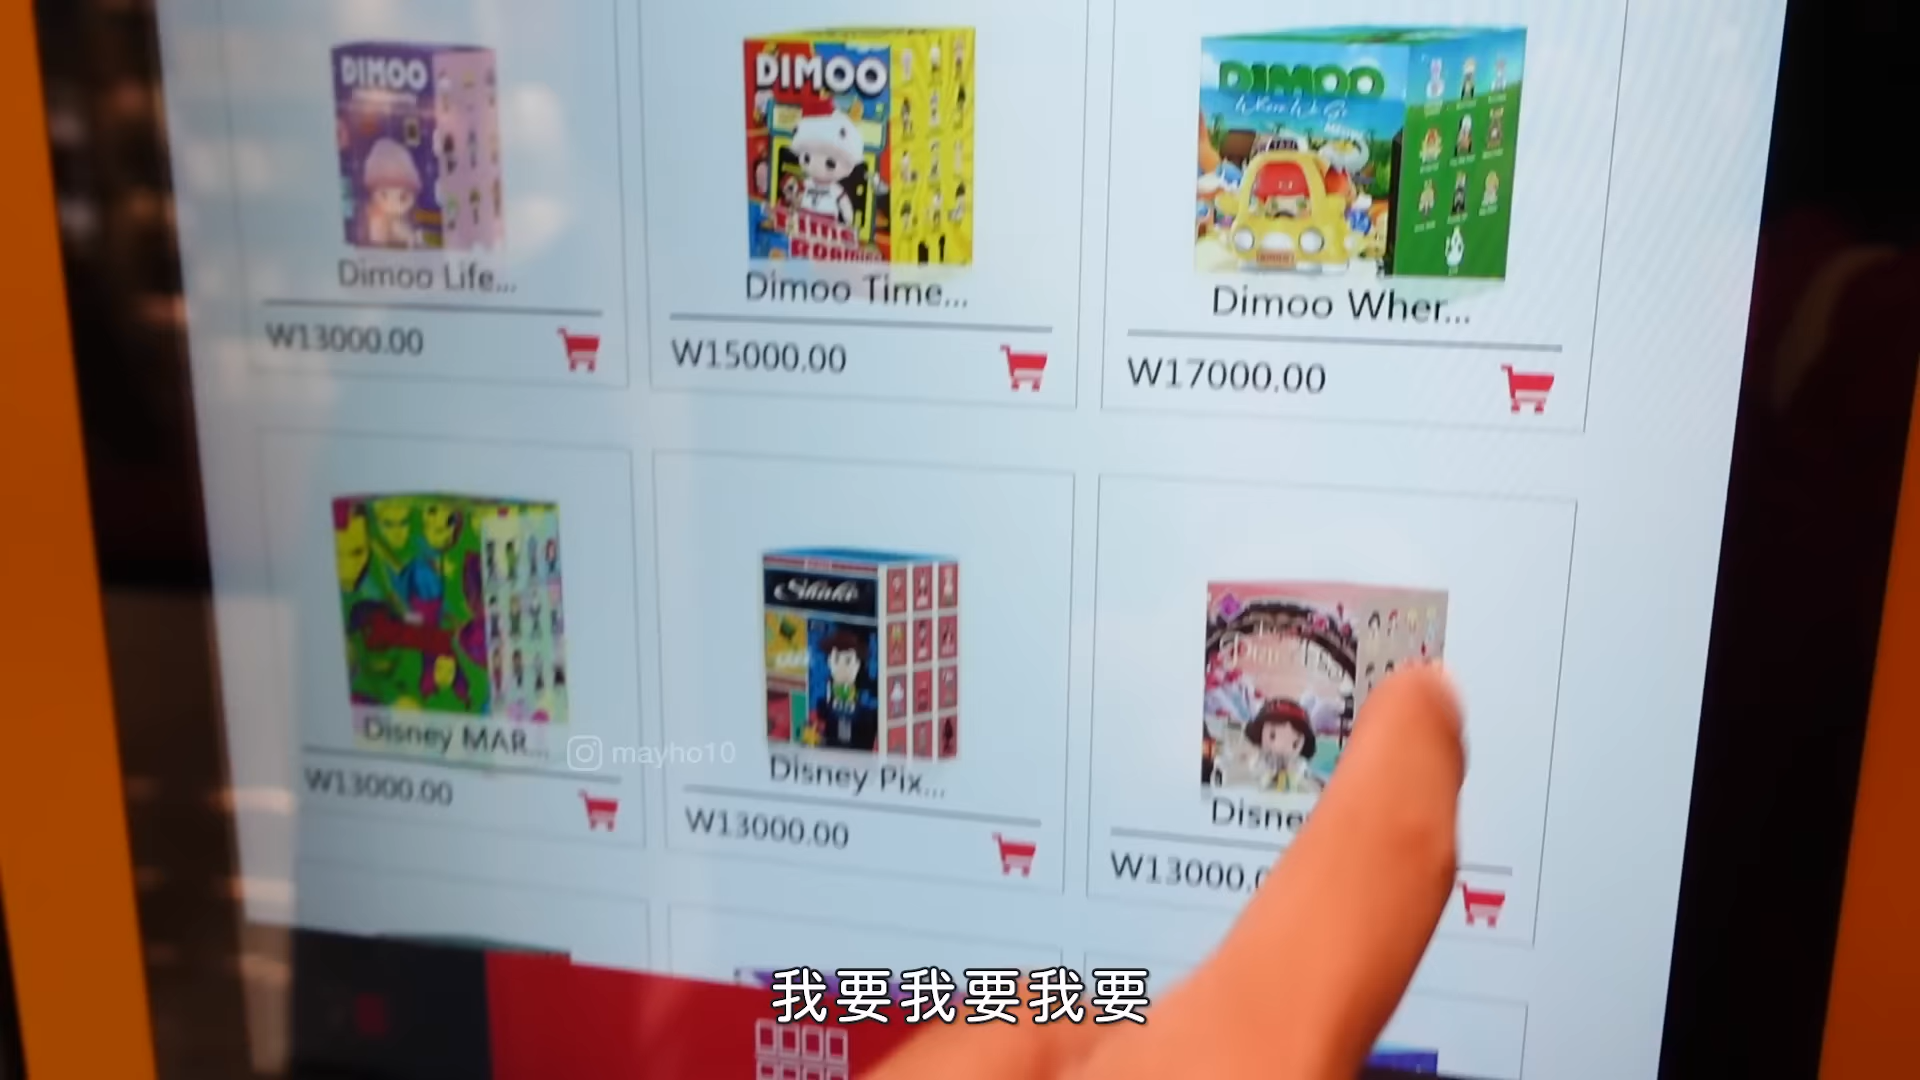 DIMOO
DIMOO
DIMOO
Time
Dimoo Life...
Dimoo Time...
Dimoo Wher...
W13000.00
W15000.00
W17000.00
Disney MAR...
Disney Pix...
W13000.00
W13000.00
mayho10
我要我要我要